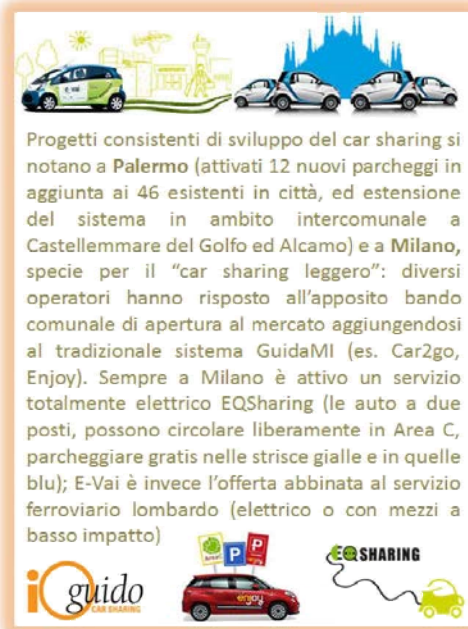 Progetti consistenti di sviluppo del car sharing si
notano a Palermo (attivati 12 nuovi parcheggi in
aggiunta ai 46 esistenti in città, ed estensione
del sistema in ambito intercomunale a
Castellemmare del Golfo ed Alcamo) e a Milano,
specie per il “car sharing leggero”: diversi
operatori hanno risposto all’apposito bando
comunale di apertura al mercato aggiungendosi
al tradizionale sistema GuidaMI (es. Car2go,
Enjoy). Sempre a Milano è attivo un servizio
totalmente elettrico EQSharing (le auto a due
posti, possono circolare liberamente in Area C,
parcheggiare gratis nelle strisce gialle e in quelle
blu); E-Vai è invece l’offerta abbinata al servizio
ferroviario lombardo (elettrico o con mezzi a
basso impatto)
P P
EQ SHARING
enjoy
iO guido
CAR SHARING